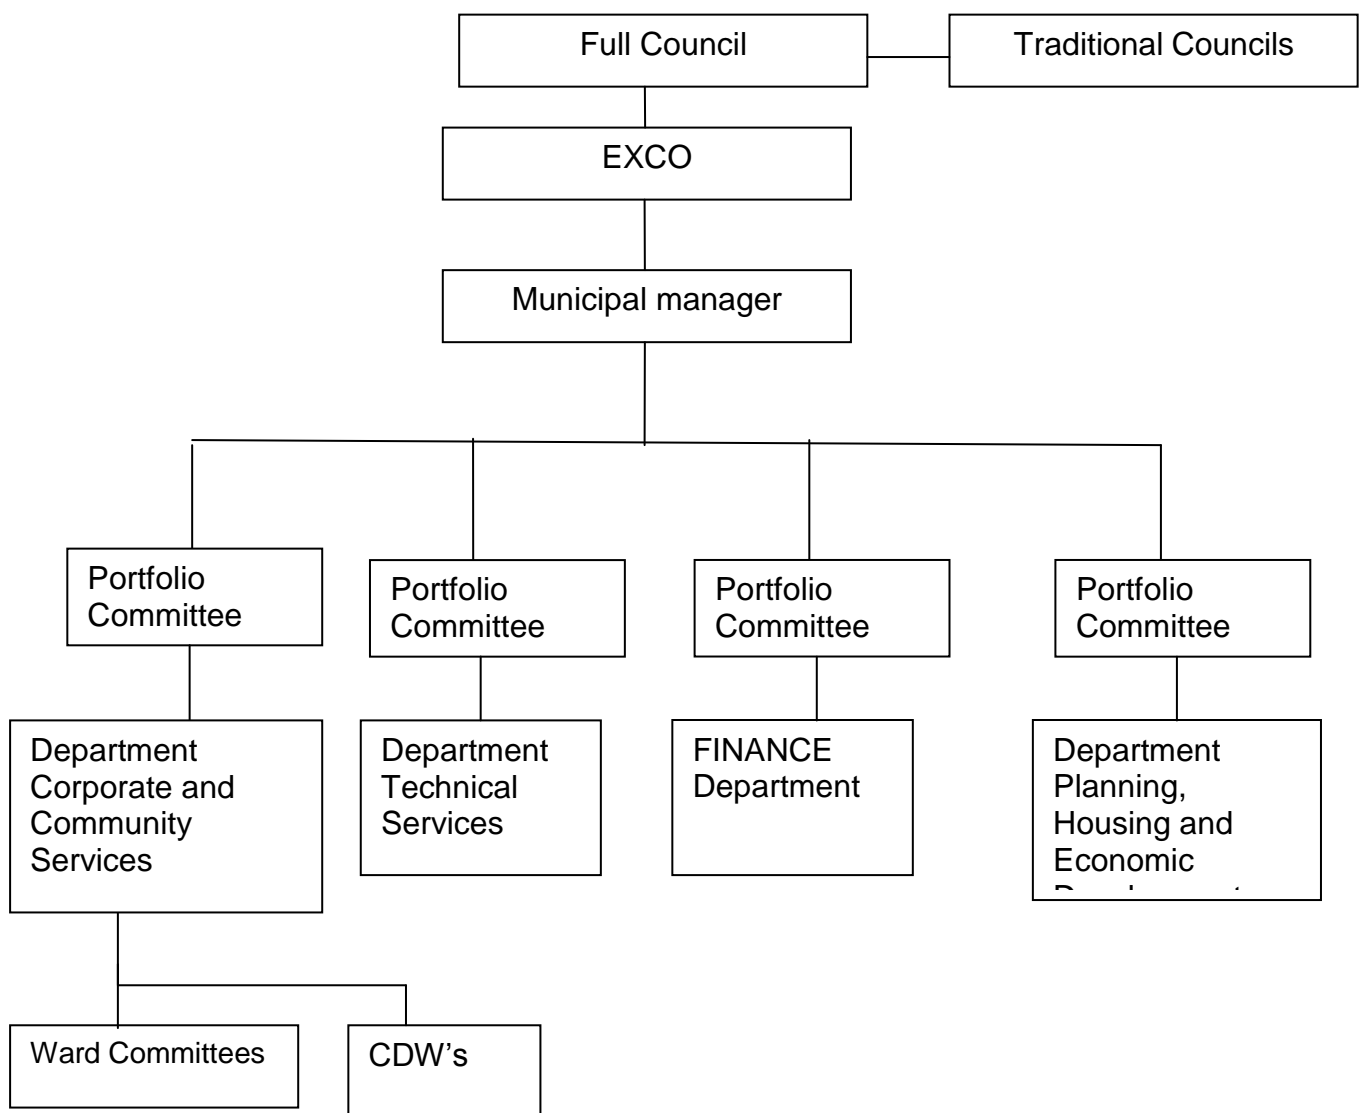 Full Council
Traditional Councils
EXCO
Municipal manager
Portfolio
Committee
Portfolio
Committee
Portfolio
Committee
Portfolio
Committee
Department
Corporate and
Community
Services
Department
Technical
Services
FINANCE
Department
Department
Planning,
Housing and
Economic
Ward Committees
CDW’s